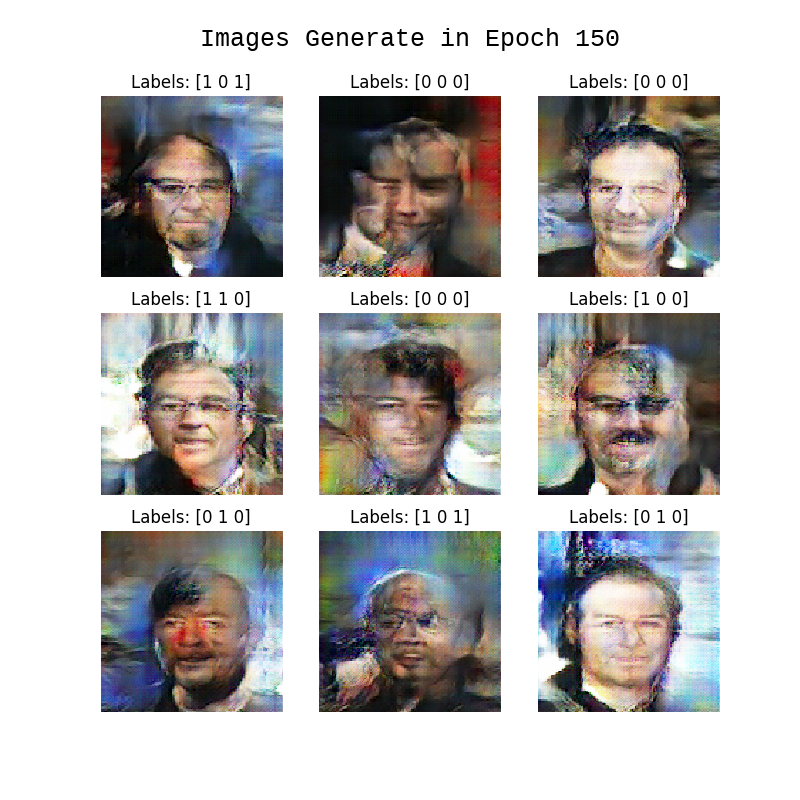 Images Generate in Epoch 150
Labels: [1 0 1]
Labels: [0 0 0]
Labels: [0 0 0]
Labels: [1 1 0]
Labels: [0 0 0]
Labels: [1 0 0]
Labels: [0 1 0]
Labels: [1 0 1]
Labels: [0 1 0]